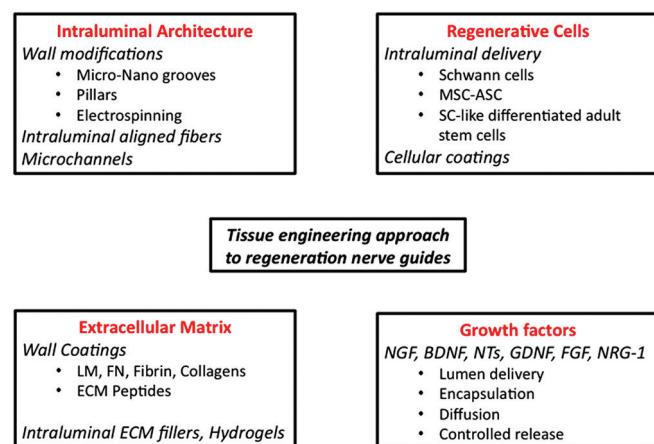 Intraluminal Architecture
Wall modifications
• Micro-Nano grooves
• Pillars
• Electrospinning
Intraluminal aligned fibers
Microchannels
Regenerative Cells
Intraluminal delivery
• Schwann cells
• MSC-ASC
• SC-like differentiated adult
stem cells
Cellular coatings
Tissue engineering approach
to regeneration nerve guides
Extracellular Matrix
Wall Coatings
• LM, FN, Fibrin, Collagens
• ECM Peptides
Intraluminal ECM fillers, Hydrogels
Growth factors
NGF, BDNF, NTs, GDNF, FGF, NRG-1
• Lumen delivery
• Encapsulation
• Diffusion
• Controlled release